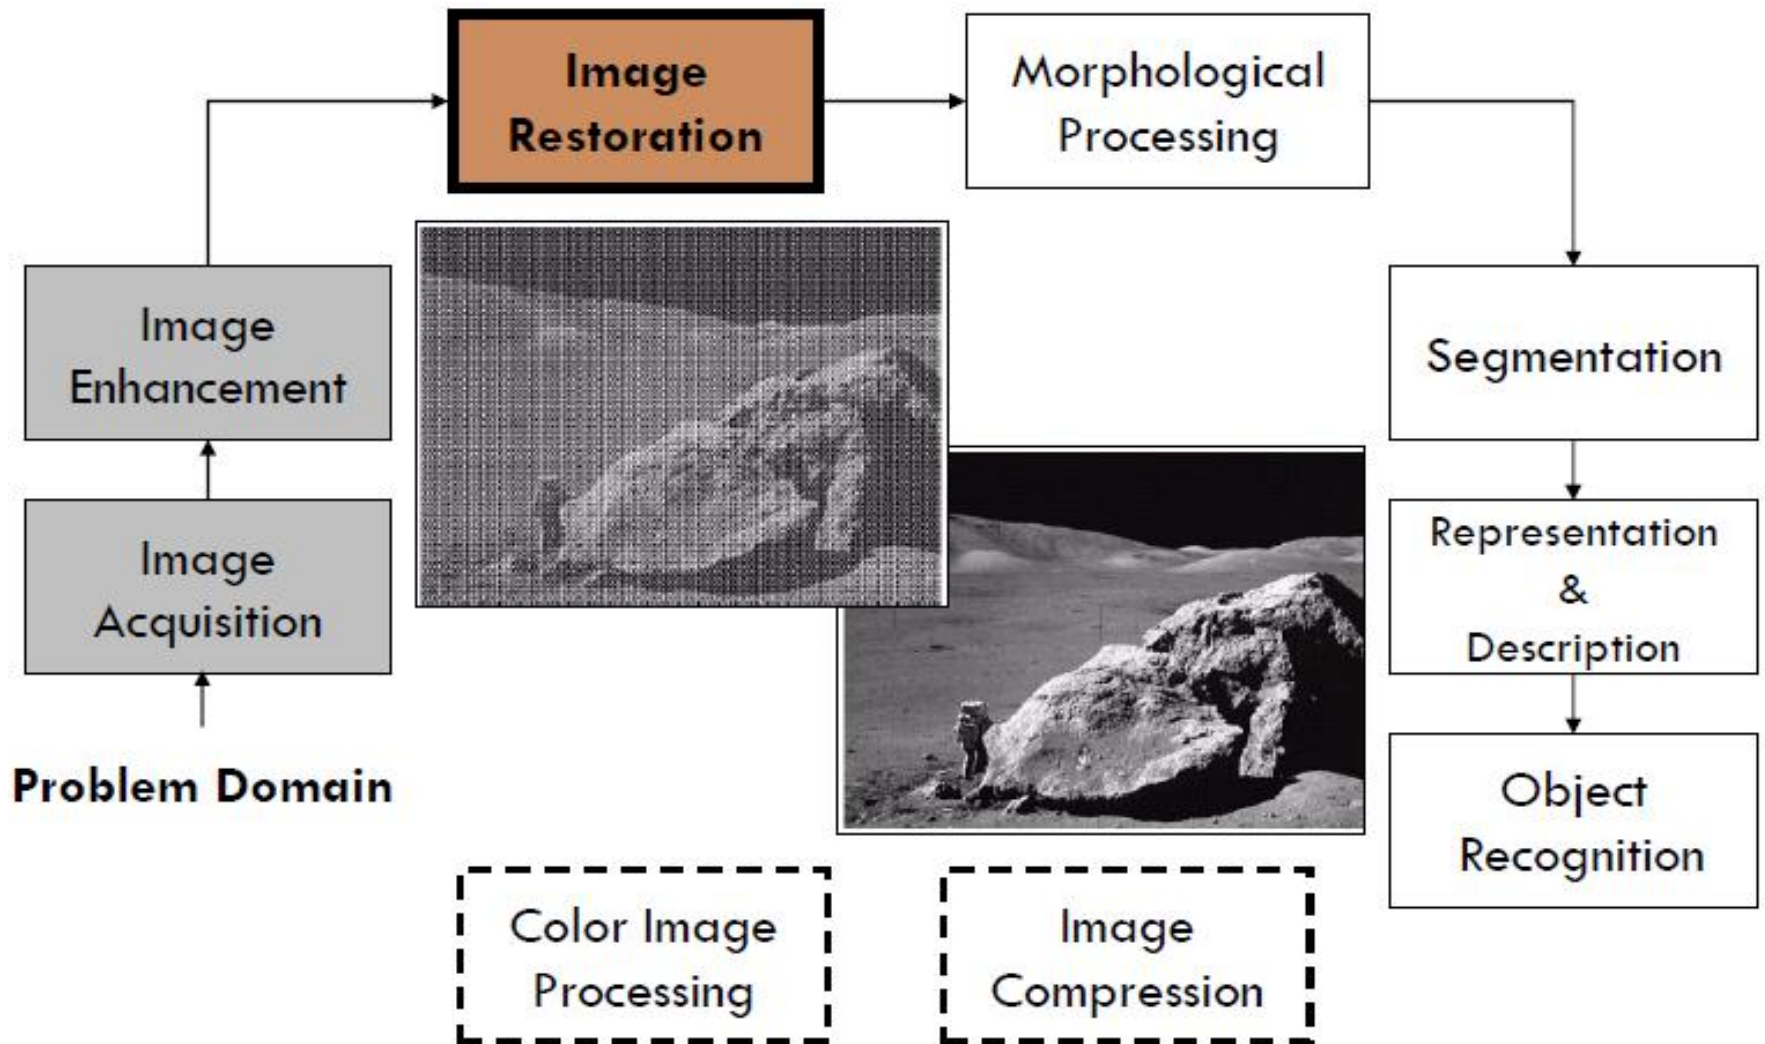 Image
Restoration
Morphological
Processing
Image
Enhancement
Segmentation
Image
Acquisition
Representation
&
Description
Problem Domain
Object
Recognition
Color Image
Processing
Image
Compression